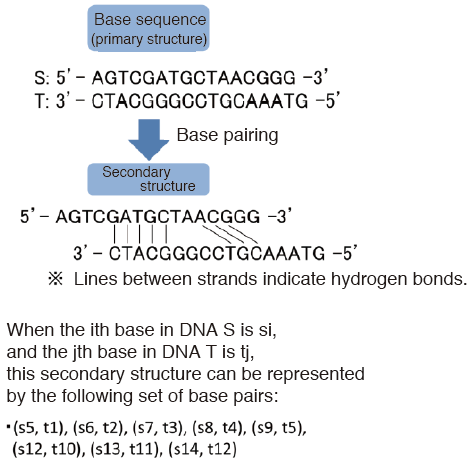 Base sequence
(primary structure)
S: 5' – AGTCGATGCTAACGGG –3'
T: 3' – CTACGGGCCTGCAAATG –5'
Base pairing
Secondary
structure
5' – AGTCGATGCTAACGGG –3'
3' – CTACGGGCCTGCAAATG –5'
※ Lines between strands indicate hydrogen bonds.
When the ith base in DNA S is si,
and the jth base in DNA T is tj,
this secondary structure can be represented
by the following set of base pairs:
・(s5, t1), (s6, t2), (s7, t3), (s8, t4), (s9, t5),
(s12, t10), (s13, t11), (s14, t12)